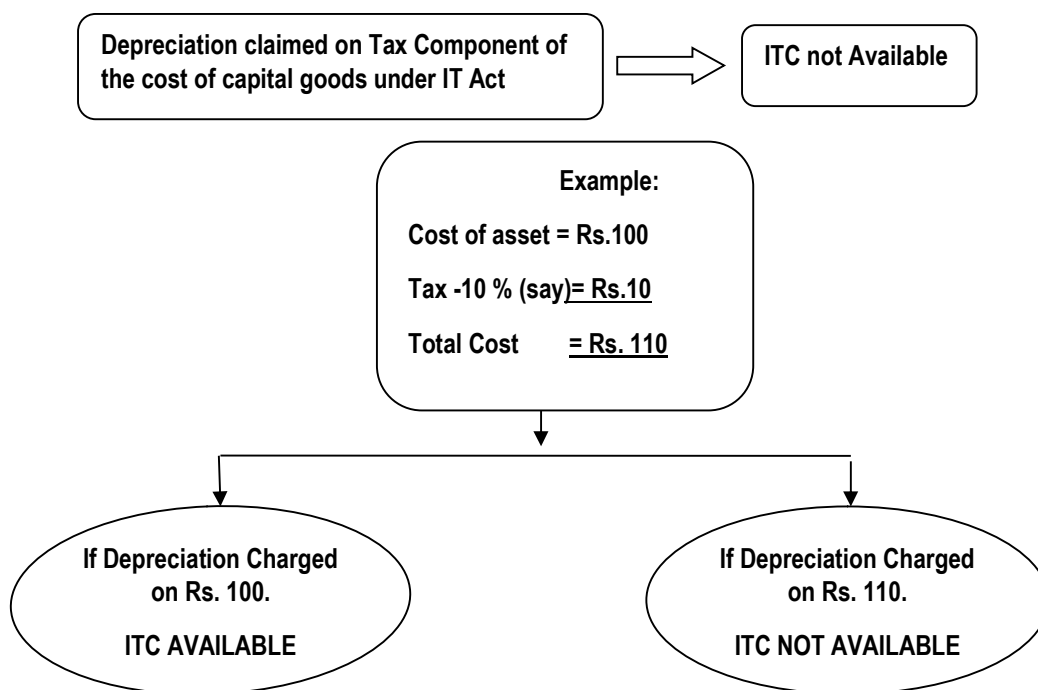 Depreciation claimed on Tax Component of
the cost of capital goods under IT Act
ITC not Available
Example:
Cost of asset = Rs.100
Tax -10 % (say)= Rs.10
Total Cost = Rs. 110
If Depreciation Charged
on Rs. 100.
ITC AVAILABLE
If Depreciation Charged
on Rs. 110.
ITC NOT AVAILABLE